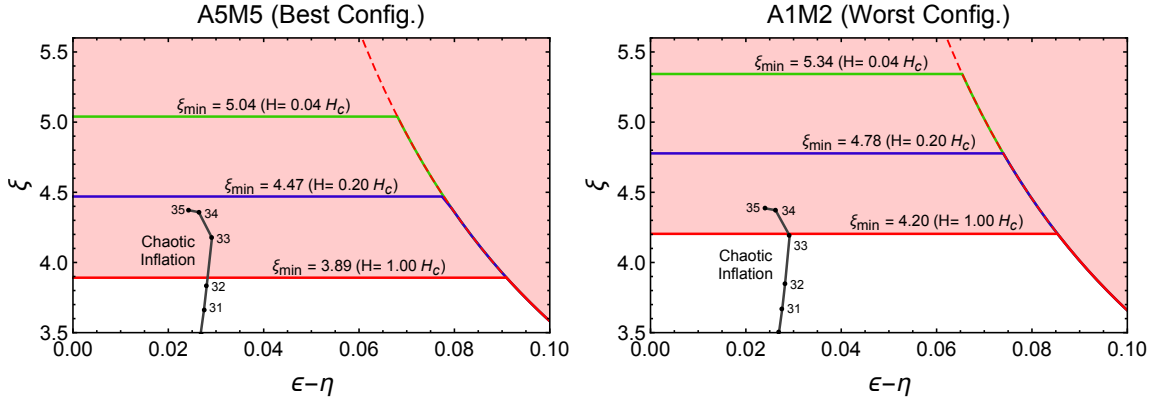 A5M5 (Best Config.)
5.5
5.0
4.5
4.0
3.5
ξ
ξmin = 5.04 (H= 0.04 Hc)
ξmin = 4.47 (H= 0.20 Hc)
35
34
33
Chaotic
Inflation
ξmin = 3.89 (H= 1.00 Hc)
32
31
0.00 0.02 0.04 0.06 0.08 0.10
ϵ−η
A1M2 (Worst Config.)
5.5
5.0
4.5
4.0
3.5
ξ
ξmin = 5.34 (H= 0.04 Hc)
ξmin = 4.78 (H= 0.20 Hc)
35
34
ξmin = 4.20 (H= 1.00 Hc)
33
Chaotic
Inflation
32
31
0.00 0.02 0.04 0.06 0.08 0.10
ϵ−η